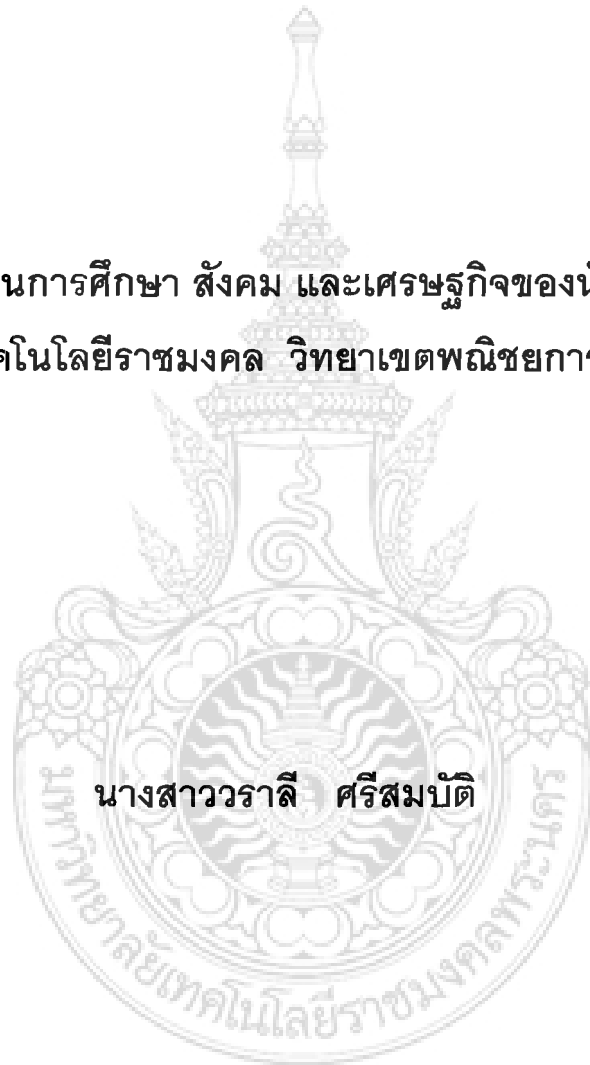 นการศึกษา สังคม และเศรษฐกิจของนั
คโนโลยีราชมงคล วิทยาเขตพณิชยการ
นางสาววราลี ศรีสมบัติ
มหาวิทยาลัยเทคโนโลยีราชมงคลพระนคร